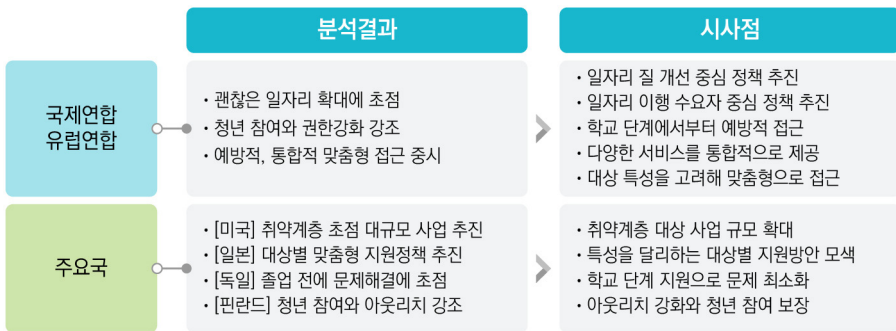 분석결과
시사점
국제연합
유럽연합
• 괜찮은 일자리 확대에 초점
• 청년 참여와 권한강화 강조
• 예방적, 통합적 맞춤형 접근 중시
• 일자리 질 개선 중심 정책 추진
• 일자리 이행 수요자 중심 정책 추진
• 학교 단계에서부터 예방적 접근
• 다양한 서비스를 통합적으로 제공
• 대상 특성을 고려해 맞춤형으로 접근
주요국
• [미국] 취약계층 초점 대규모 사업 추진
• [일본] 대상별 맞춤형 지원정책 추진
• [독일] 졸업 전에 문제해결에 초점
• [핀란드] 청년 참여와 아웃리치 강조
• 취약계층 대상 사업 규모 확대
• 특성을 달리하는 대상별 지원방안 모색
• 학교 단계 지원으로 문제 최소화
• 아웃리치 강화와 청년 참여 보장